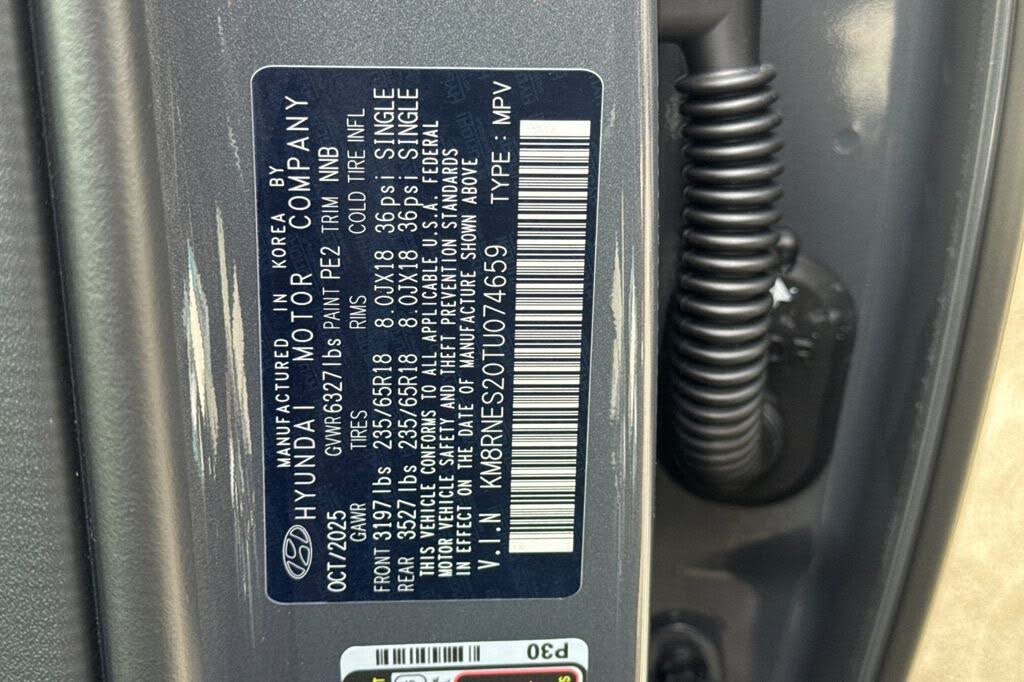 MANUFACTURED IN KOREA BY
HYUNDAI MOTOR COMPANY
OCT/2025 GVWR 6327lbs PAINT PE2 TRIM NNB
GAWR TIRES RIMS COLD TIRE INFL
FRONT 3197 lbs 235/65R18 8.0JX18 36psi SINGLE
REAR 3527 lbs 235/65R18 8.0JX18 36psi SINGLE
THIS VEHICLE CONFORMS TO ALL APPLICABLE U.S.A. FEDERAL
MOTOR VEHICLE SAFETY AND THEFT PREVENTION STANDARDS
IN EFFECT ON THE DATE OF MANUFACTURE SHOWN ABOVE
V.I.N KM8RNES20TU074659 TYPE : MPV
P30